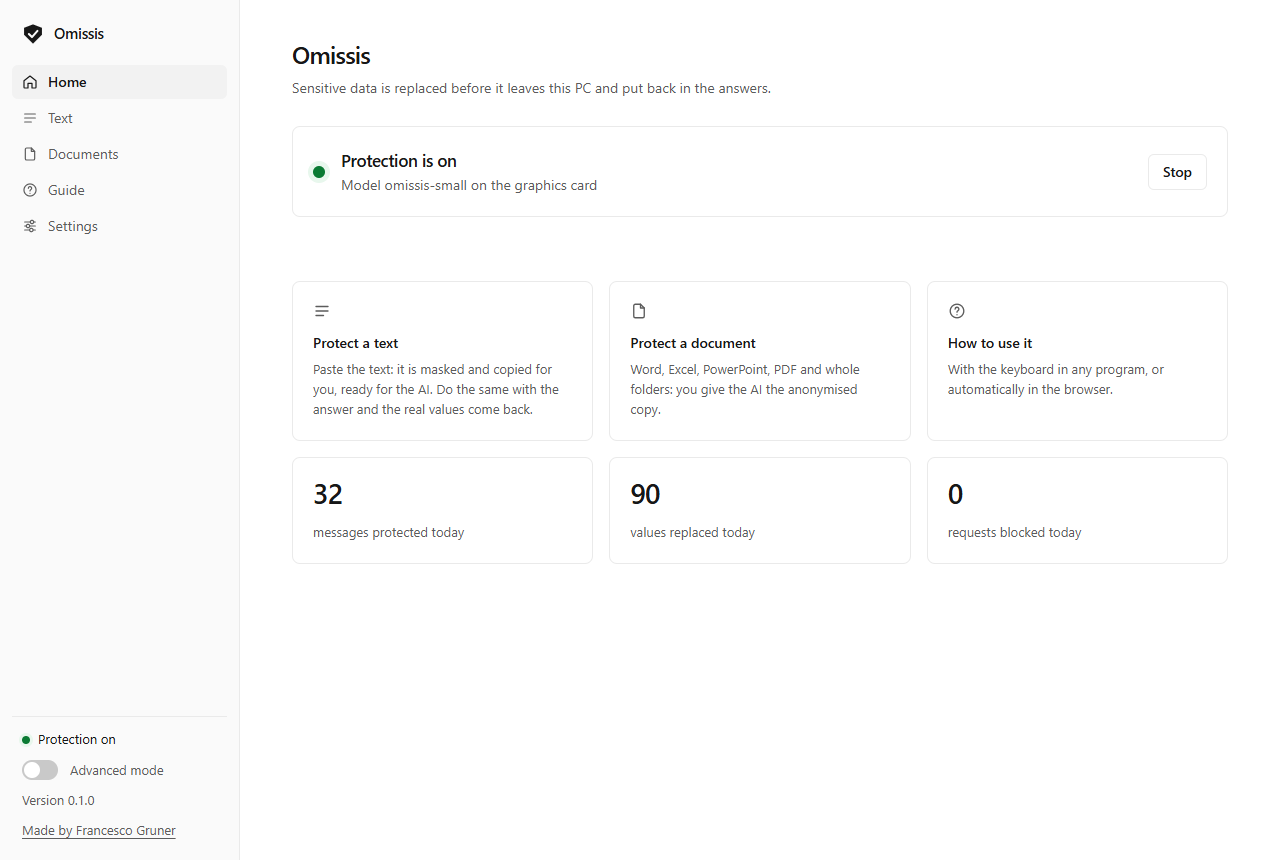 Omissis
Home
Text
Documents
Guide
Settings
Protection on
Advanced mode
Version 0.1.0
Made by Francesco Gruner
Omissis
Sensitive data is replaced before it leaves this PC and put back in the answers.
Protection is on
Model omissis-small on the graphics card
Stop
Protect a text
Paste the text: it is masked and copied for
you, ready for the AI. Do the same with the
answer and the real values come back.
Protect a document
Word, Excel, PowerPoint, PDF and whole
folders: you give the AI the anonymised
copy.
How to use it
With the keyboard in any program, or
automatically in the browser.
32
messages protected today
90
values replaced today
0
requests blocked today